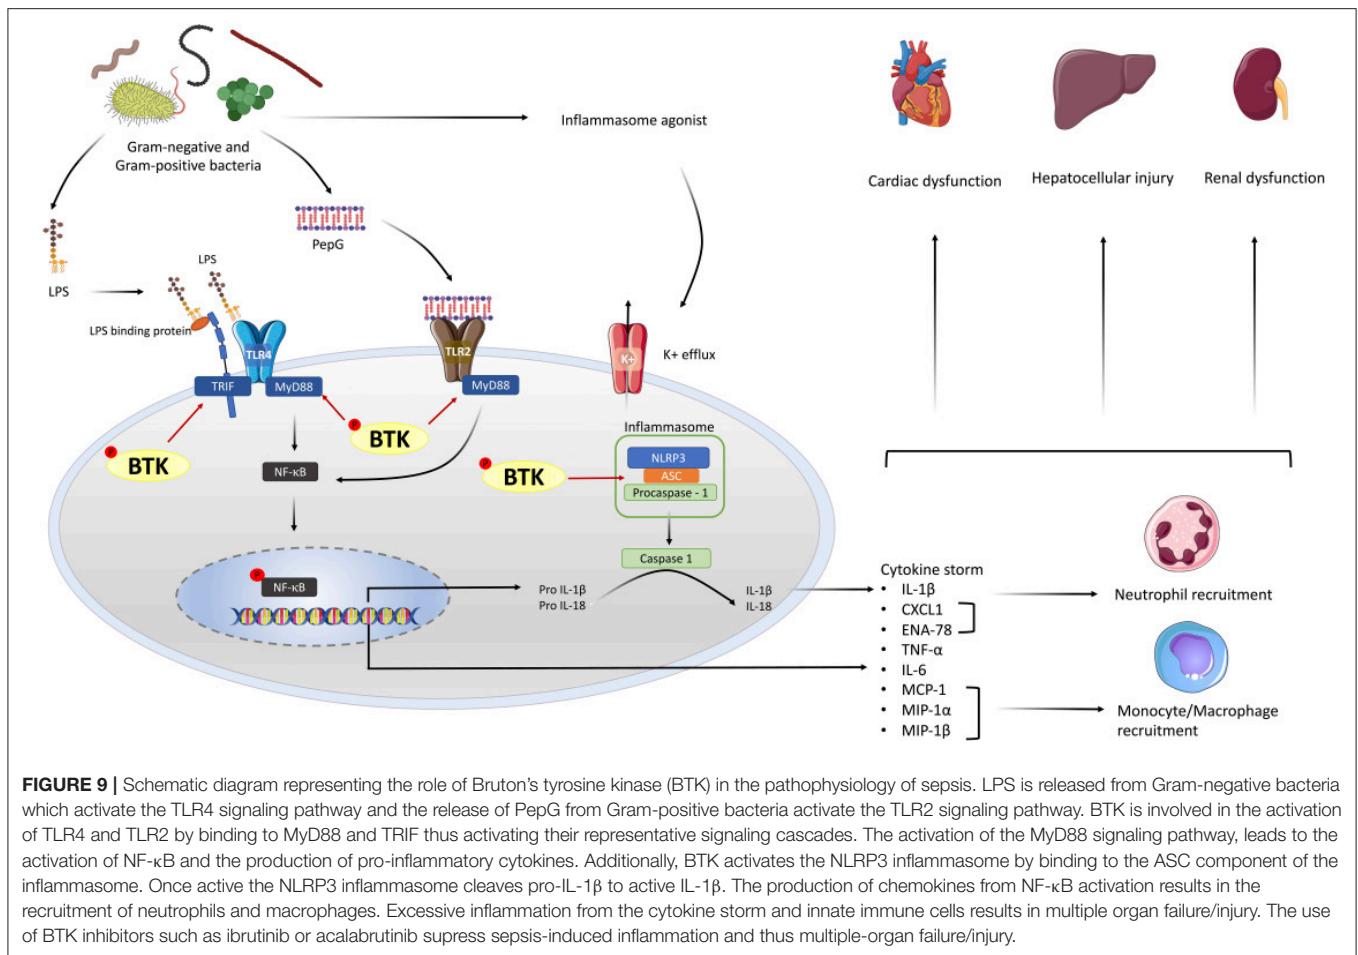 Gram-negative and
Gram-positive bacteria
Inflammasome agonist
Cardiac dysfunction
Hepatocellular injury
Renal dysfunction
PepG
LPS
LPS
LPS binding protein
TLR4
TLR2
K+
K+ efflux
TRIF
MyD88
MyD88
P
BTK
P
BTK
P
BTK
Inflammasome
NLRP3
ASC
Procaspase - 1
NF-κB
Caspase 1
P
NF-κB
Pro IL-1β
Pro IL-18
IL-1β
IL-18
Cytokine storm
• IL-1β
• CXCL1
• ENA-78
• TNF-α
• IL-6
• MCP-1
• MIP-1α
• MIP-1β
Neutrophil recruitment
Monocyte/Macrophage
recruitment
FIGURE 9 | Schematic diagram representing the role of Bruton's tyrosine kinase (BTK) in the pathophysiology of sepsis. LPS is released from Gram-negative bacteria
which activate the TLR4 signaling pathway and the release of PepG from Gram-positive bacteria activate the TLR2 signaling pathway. BTK is involved in the activation
of TLR4 and TLR2 by binding to MyD88 and TRIF thus activating their representative signaling cascades. The activation of the MyD88 signaling pathway, leads to the
activation of NF-κB and the production of pro-inflammatory cytokines. Additionally, BTK activates the NLRP3 inflammasome by binding to the ASC component of the
inflammasome. Once active the NLRP3 inflammasome cleaves pro-IL-1β to active IL-1β. The production of chemokines from NF-κB activation results in the
recruitment of neutrophils and macrophages. Excessive inflammation from the cytokine storm and innate immune cells results in multiple organ failure/injury. The use
of BTK inhibitors such as ibrutinib or acalabrutinib supress sepsis-induced inflammation and thus multiple-organ failure/injury.